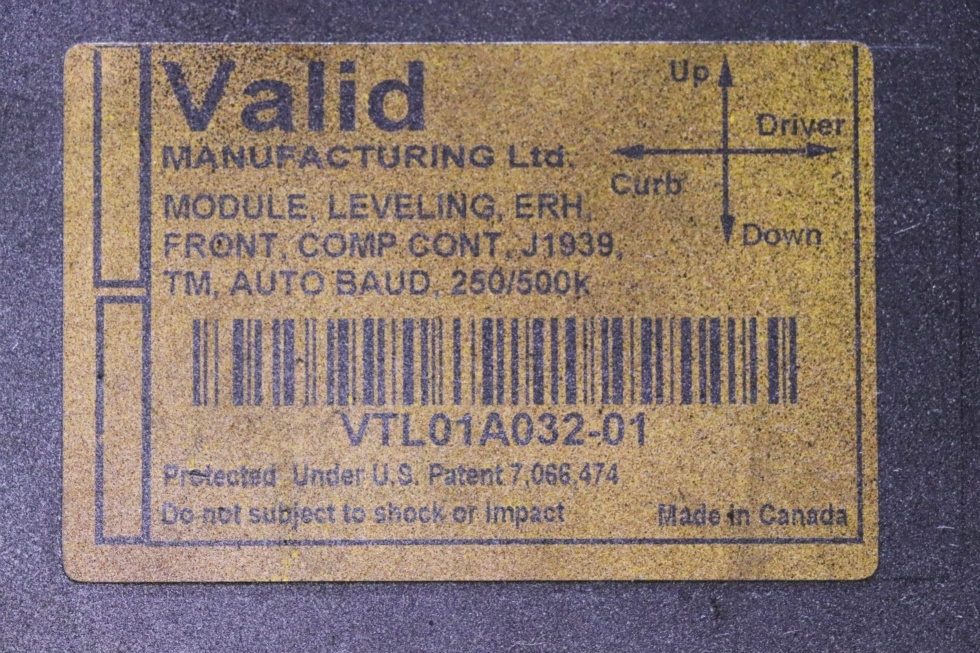 Valid
MANUFACTURING Ltd.
MODULE, LEVELING, ERH,
FRONT, COMP CONT, J1939,
TM, AUTO BAUD, 250/500k
Up
Driver
Curb
Down
VTL01A032-01
Protected Under U.S. Patent 7,066,474
Do not subject to shock or impact
Made in Canada